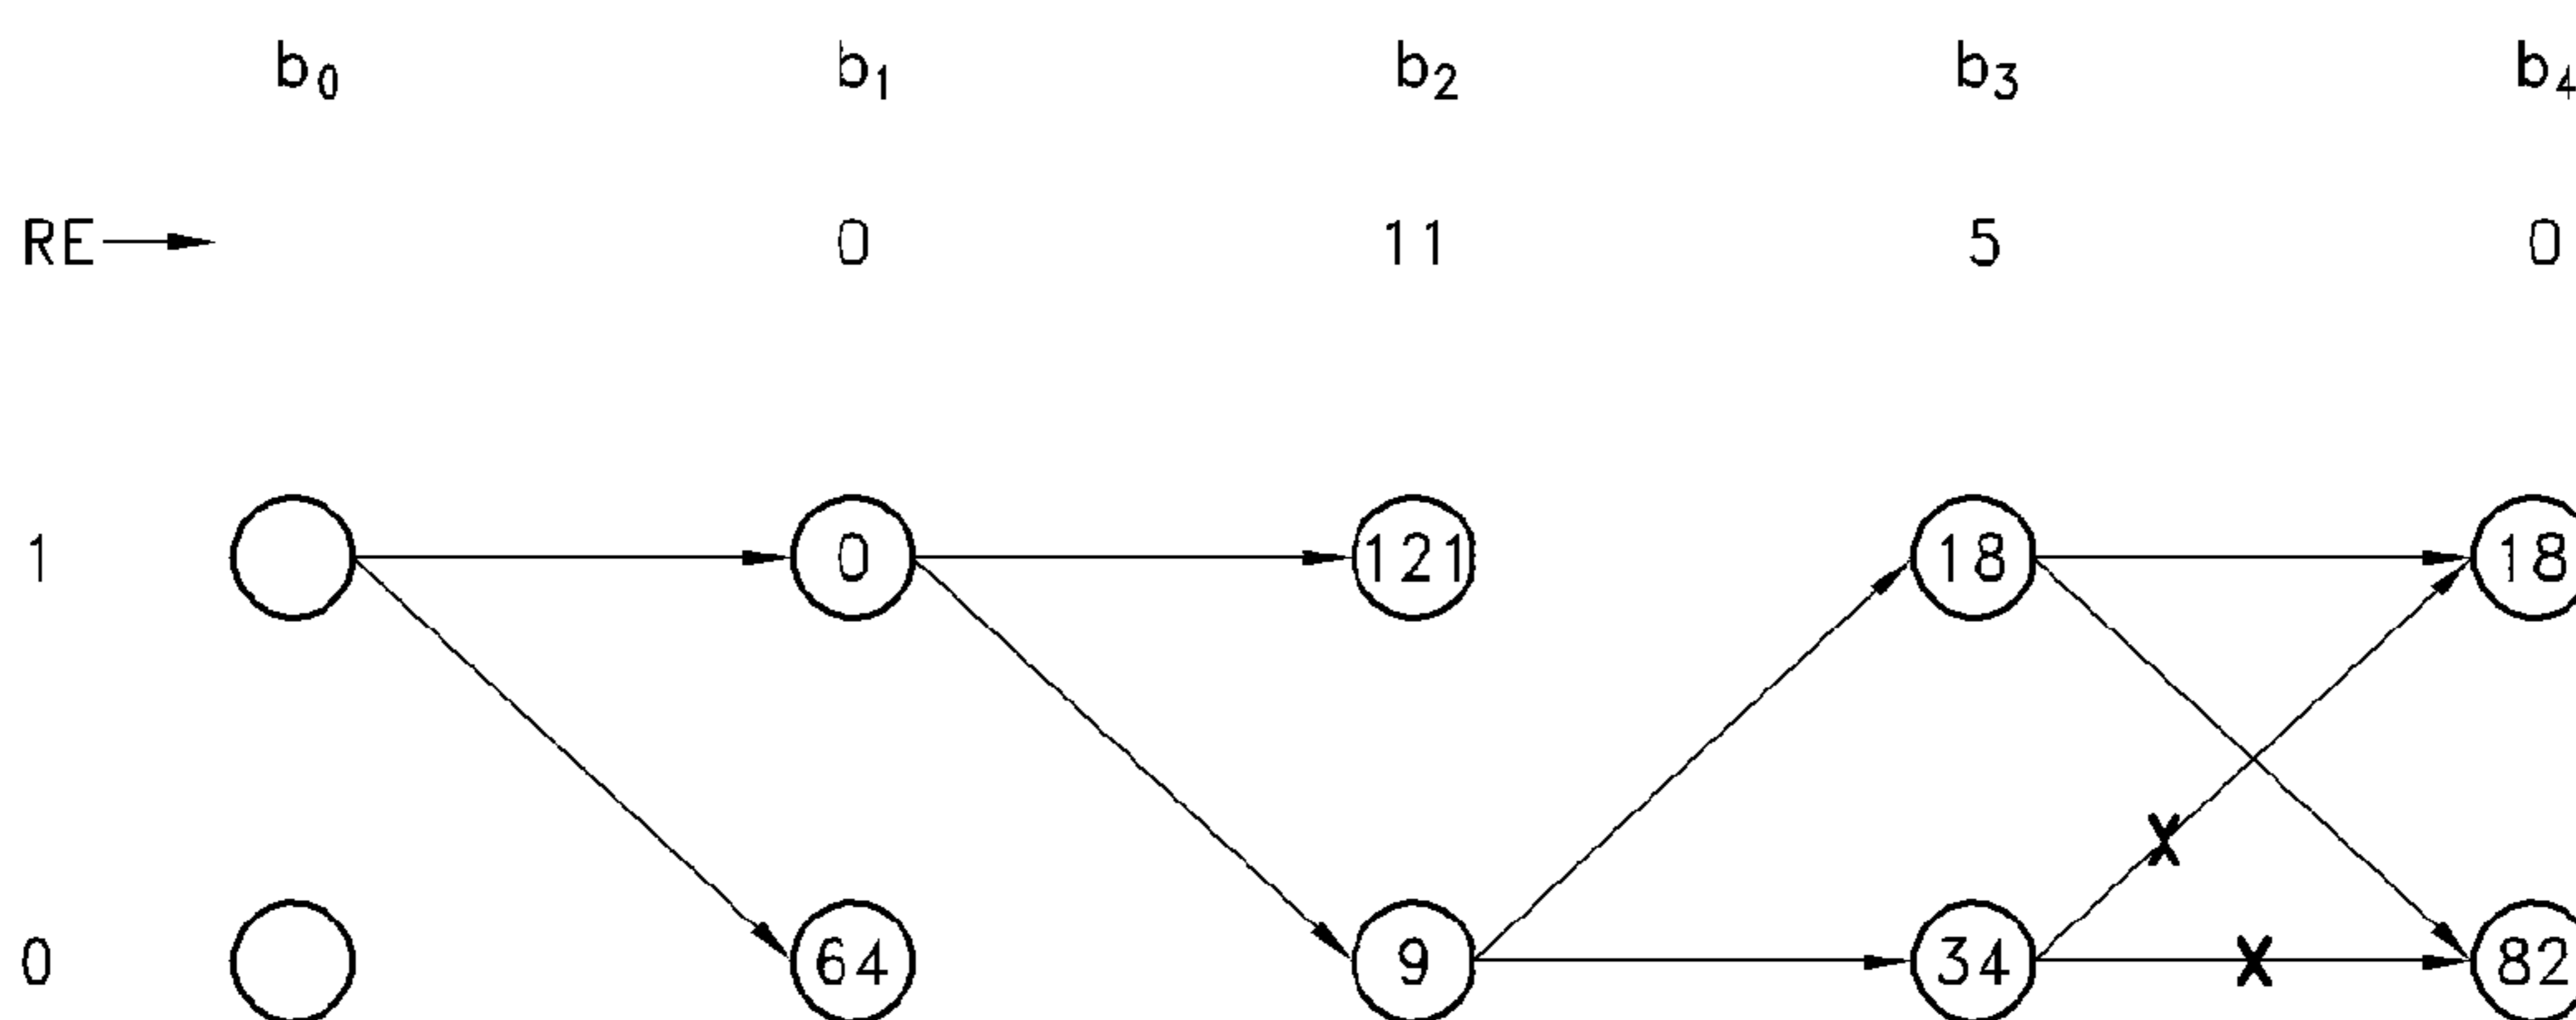 b₀ b₁ b₂ b₃ b₄
RE 0 11 5 0
1 0 121 18 18
X
0 64 9 34 X 82